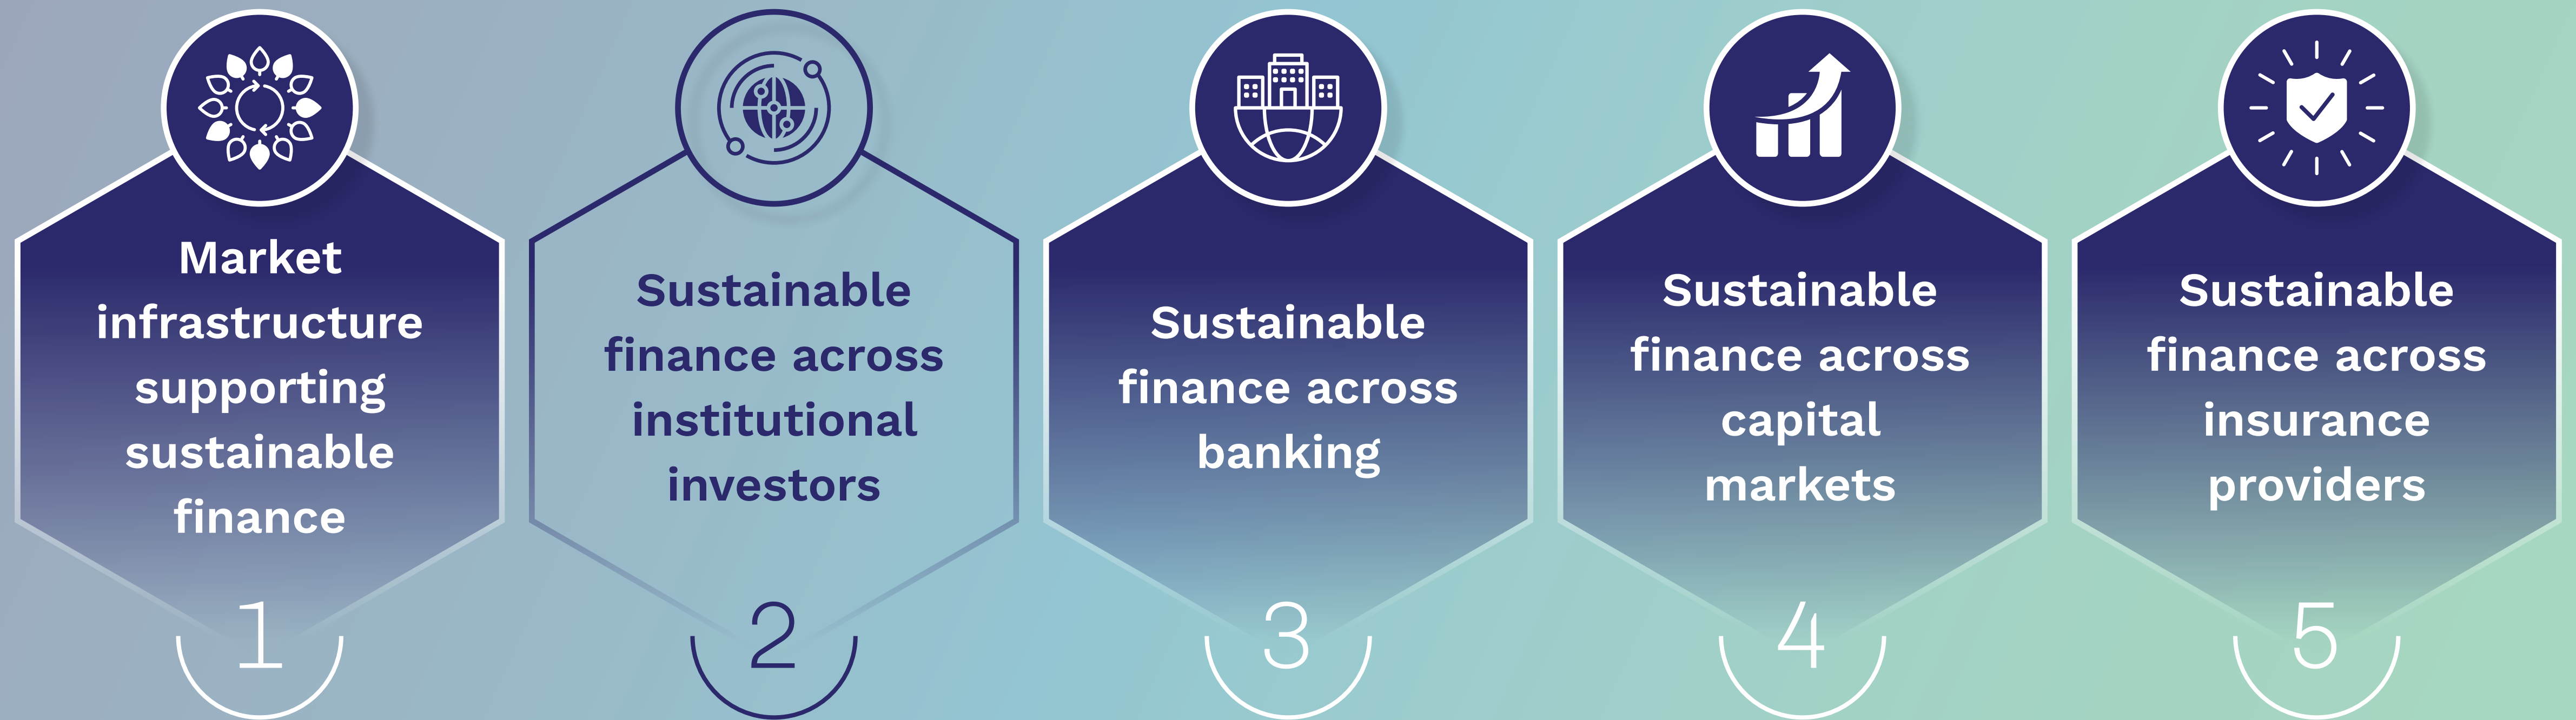 Market
infrastructure
supporting
sustainable
finance
1
Sustainable
finance across
institutional
investors
2
Sustainable
finance across
banking
3
Sustainable
finance across
capital
markets
4
Sustainable
finance across
insurance
providers
5